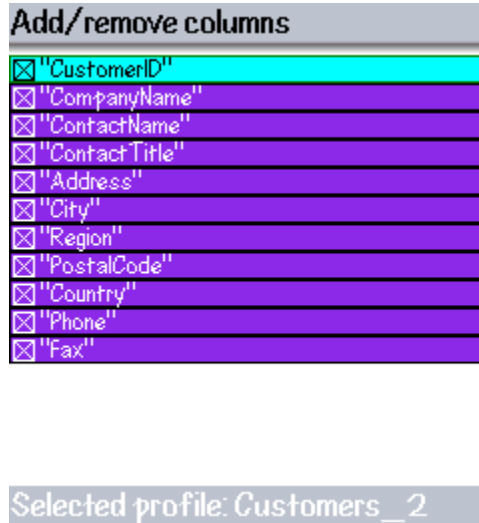 Add/remove columns
"CustomerID"
"CompanyName"
"ContactName"
"ContactTitle"
"Address"
"City"
"Region"
"PostalCode"
"Country"
"Phone"
"Fax"
Selected profile: Customers_2